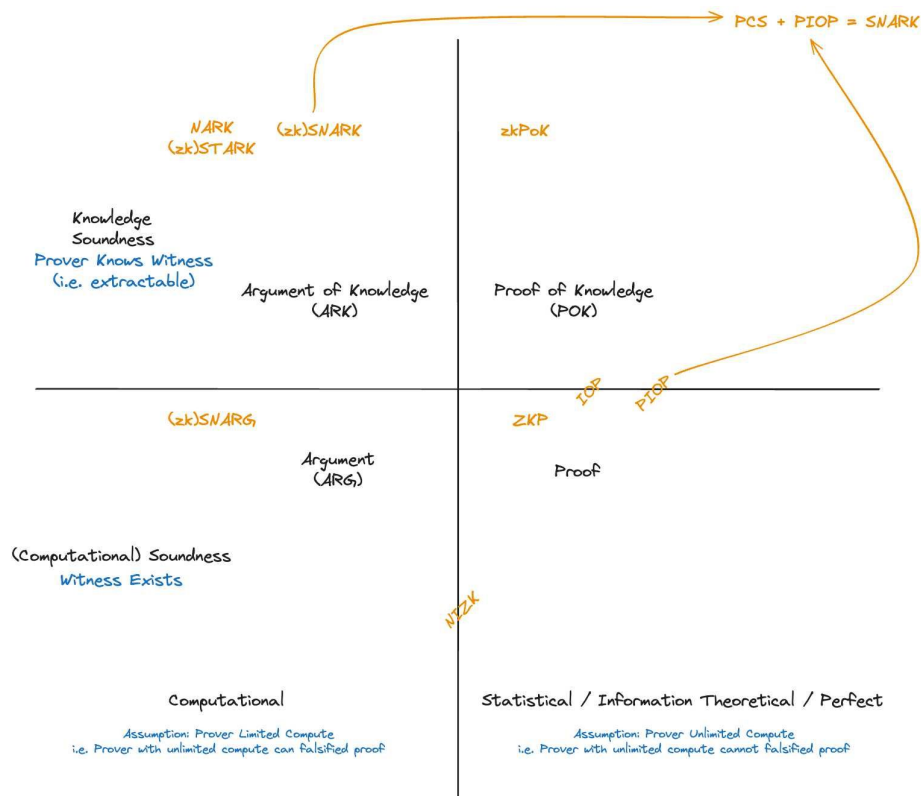 PCS + PIOP = SNARK
NARK
(zk)STARK
(zk)SNARK
zkPoK
Knowledge
Soundness
Prover Knows Witness
(i.e. extractable)
Argument of Knowledge
(ARK)
Proof of Knowledge
(POK)
IOP
PIOP
(zk)SNARG
ZKP
Argument
(ARG)
Proof
(Computational) Soundness
Witness Exists
NIZK
Computational
Assumption: Prover Limited Compute
i.e. Prover with unlimited compute can falsified proof
Statistical / Information Theoretical / Perfect
Assumption: Prover Unlimited Compute
i.e. Prover with unlimited compute cannot falsified proof